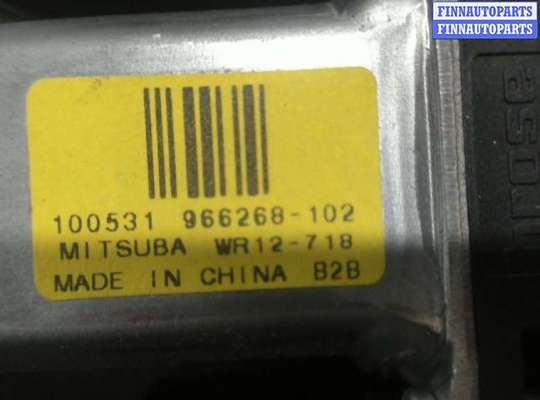 FINNAUTOPARTS
FINNAUTOPARTS
100531 966268-102
MITSUBA WR12-718
MADE IN CHINA B2B